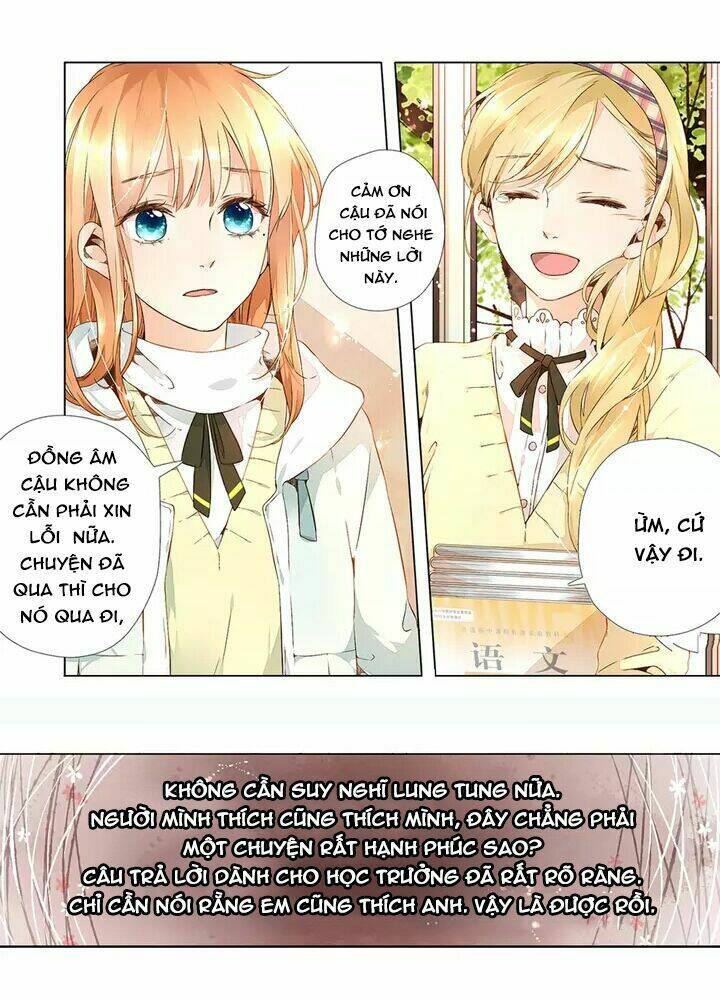 CẢM ƠN
CẬU ĐÃ NÓI
CHO TỚ NGHE
NHỮNG LỜI
NÀY.
ĐỒNG ÂM
CẬU KHÔNG
CẦN PHẢI XIN
LỖI NỮA.
CHUYỆN ĐÃ
QUA THÌ CHO
NÓ QUA ĐI,
ỪM, CỨ
VẬY ĐI.
语文
KHÔNG CẦN SUY NGHĨ LUNG TUNG NỮA.
NGƯỜI MÌNH THÍCH CŨNG THÍCH MÌNH, ĐÂY CHẲNG PHẢI
MỘT CHUYỆN RẤT HẠNH PHÚC SAO?
CÂU TRẢ LỜI DÀNH CHO HỌC TRƯỞNG ĐÃ RẤT RÕ RÀNG.
CHỈ CẦN NÓI RẰNG EM CŨNG THÍCH ANH. VẬY LÀ ĐƯỢC RỒI.